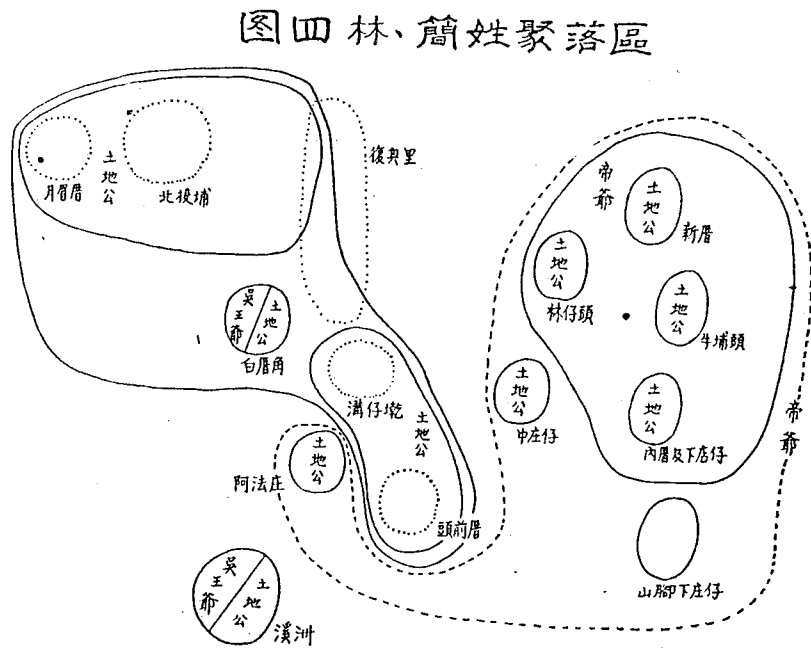 图四 林、簡姓聚落區
月眉厝
土地公
北投埔
復興里
吳王爺
土地公
白厝角
溝仔墘
土地公
頭前厝
土地公
阿法庄
吳王爺
土地公
溪洲
帝爺
土地公
新厝
土地公
林仔頭
土地公
牛埔頭
土地公
中庄仔
土地公
內厝及下店仔
帝爺
山腳下庄仔